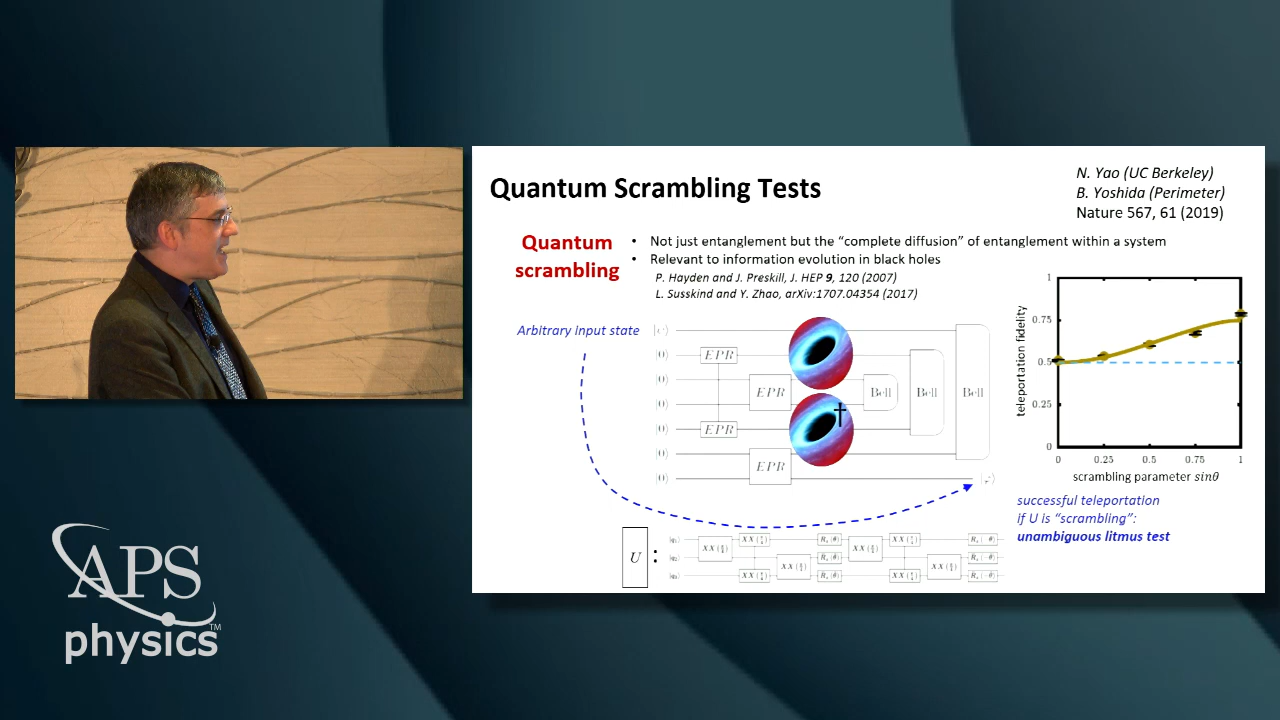 Quantum Scrambling Tests
N. Yao (UC Berkeley)
B. Yoshida (Perimeter)
Nature 567, 61 (2019)
Quantum
scrambling
• Not just entanglement but the “complete diffusion” of entanglement within a system
• Relevant to information evolution in black holes
P. Hayden and J. Preskill, J. HEP 9, 120 (2007)
L. Susskind and Y. Zhao, arXiv:1707.04354 (2017)
Arbitrary Input state
|0⟩
|0⟩
|0⟩
|0⟩
|0⟩
|0⟩
EPR
EPR
EPR
EPR
†
Bell
Bell
Bell
U :
teleportation fidelity
1
0.75
0.5
0.25
0
0 0.25 0.5 0.75 1
scrambling parameter sinθ
successful teleportation
if U is “scrambling”:
unambiguous litmus test
APS
physics™